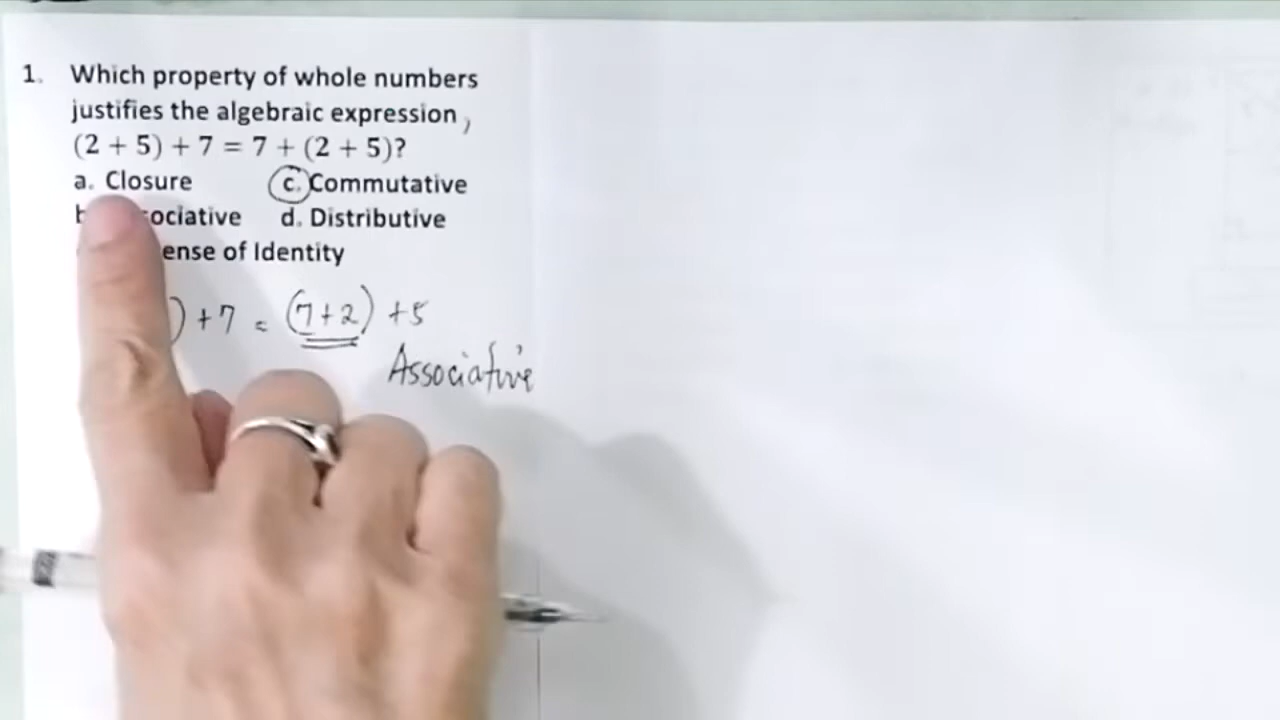 1. Which property of whole numbers
justifies the algebraic expression,
(2 + 5) + 7 = 7 + (2 + 5)?
a. Closure c. Commutative
d. Distributive
of Identity
) +7 = (7+2) +5
Associative